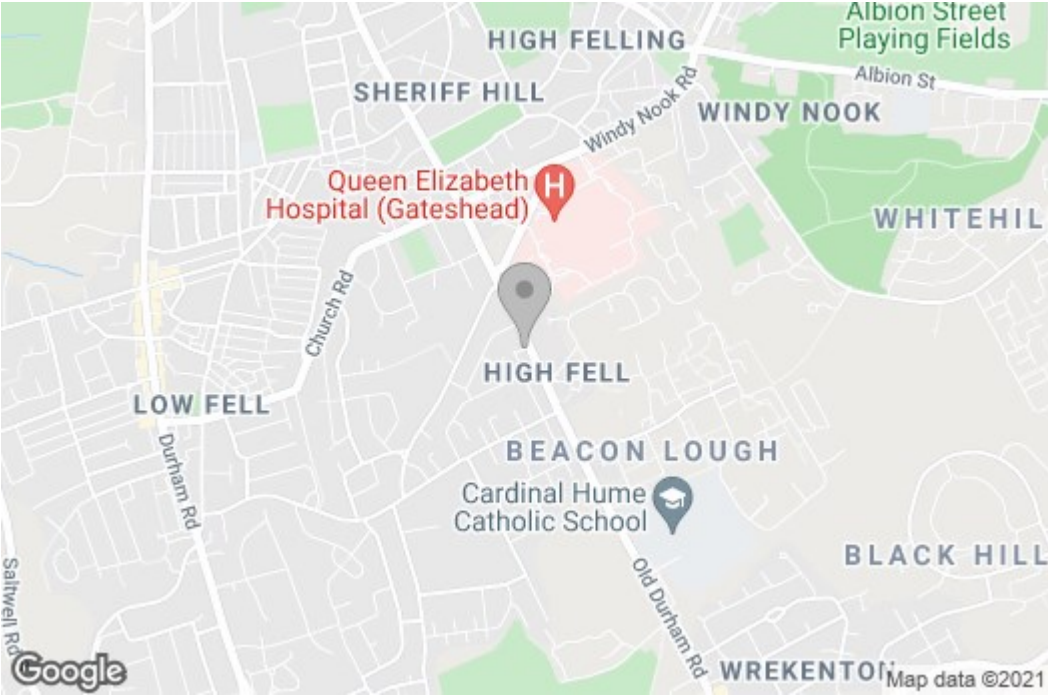 Albion Street
Playing Fields
HIGH FELLING
Albion St
SHERIFF HILL
WINDY NOOK
Windy Nook Rd
Queen Elizabeth
Hospital (Gateshead)
H
WHITEHIL
Church Rd
HIGH FELL
LOW FELL
Durham Rd
BEACON LOUGH
Cardinal Hume
Catholic School
BLACK HILL
Saltwell Rd
Old Durham Rd
WREKENTON
Google
Map data ©2021